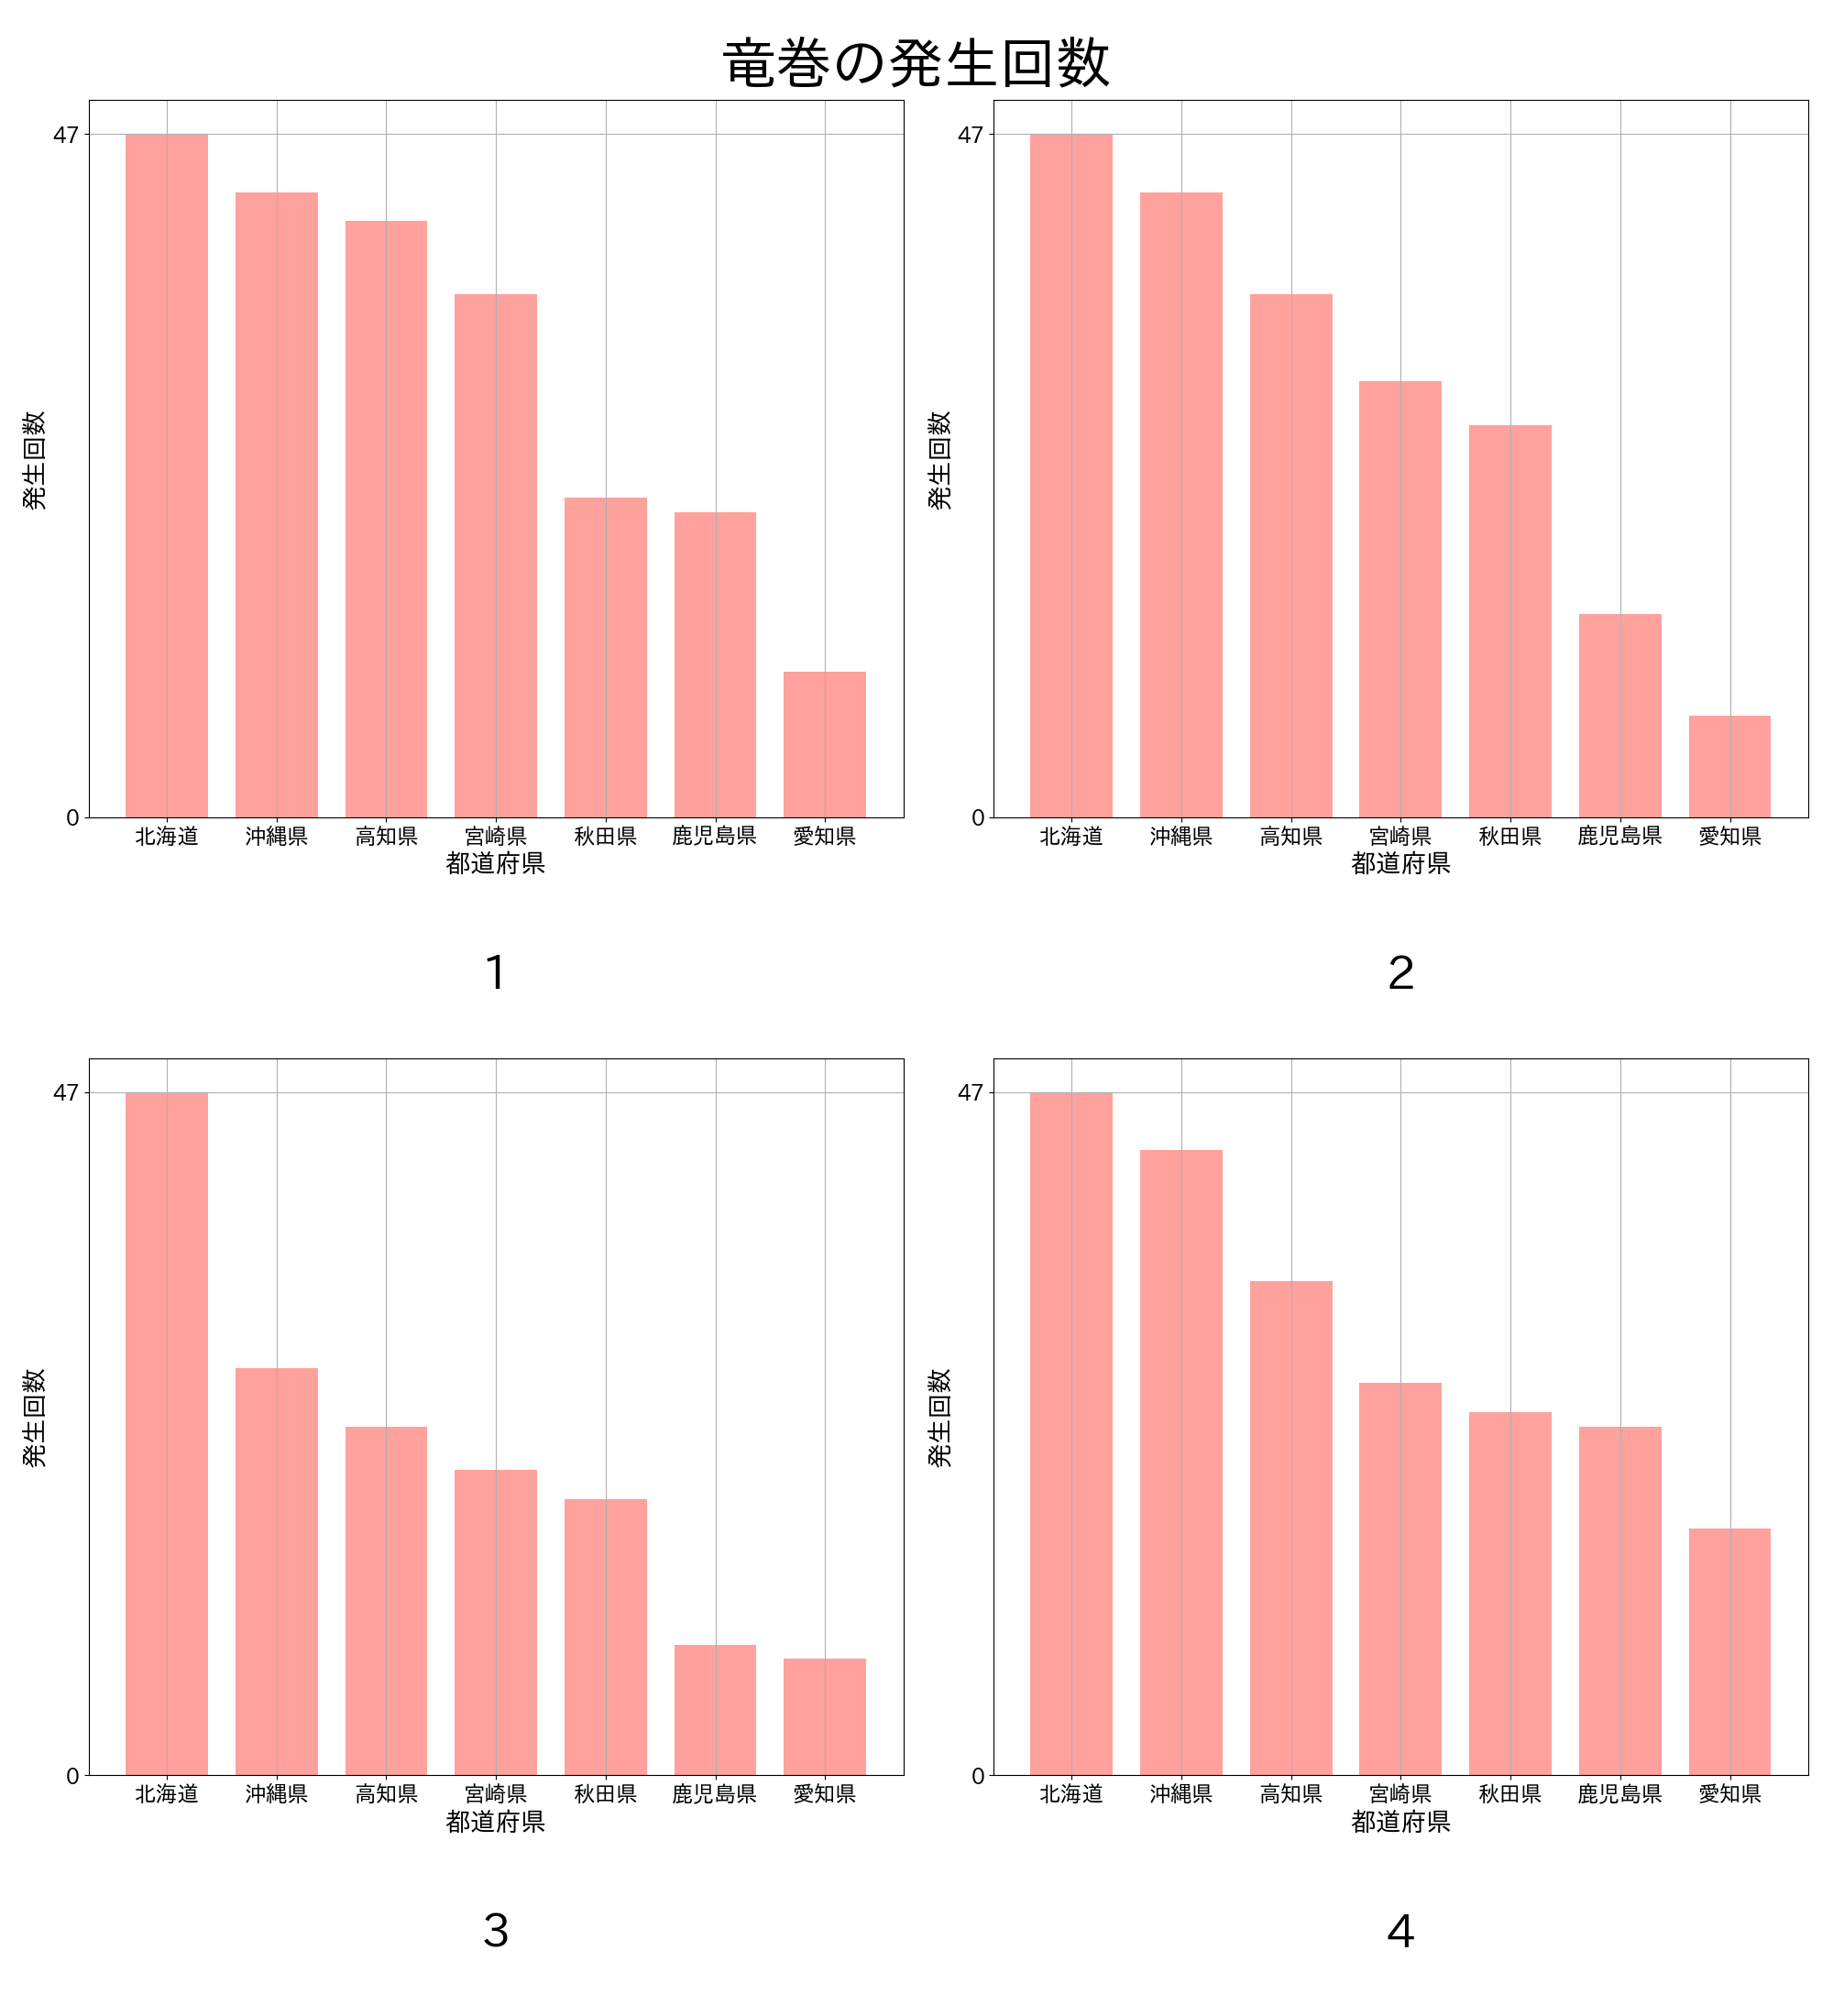 竜巻の発生回数
47
0
発生回数
北海道 沖縄県 高知県 宮崎県 秋田県 鹿児島県 愛知県
都道府県
1
47
0
発生回数
北海道 沖縄県 高知県 宮崎県 秋田県 鹿児島県 愛知県
都道府県
2
47
0
発生回数
北海道 沖縄県 高知県 宮崎県 秋田県 鹿児島県 愛知県
都道府県
3
47
0
発生回数
北海道 沖縄県 高知県 宮崎県 秋田県 鹿児島県 愛知県
都道府県
4